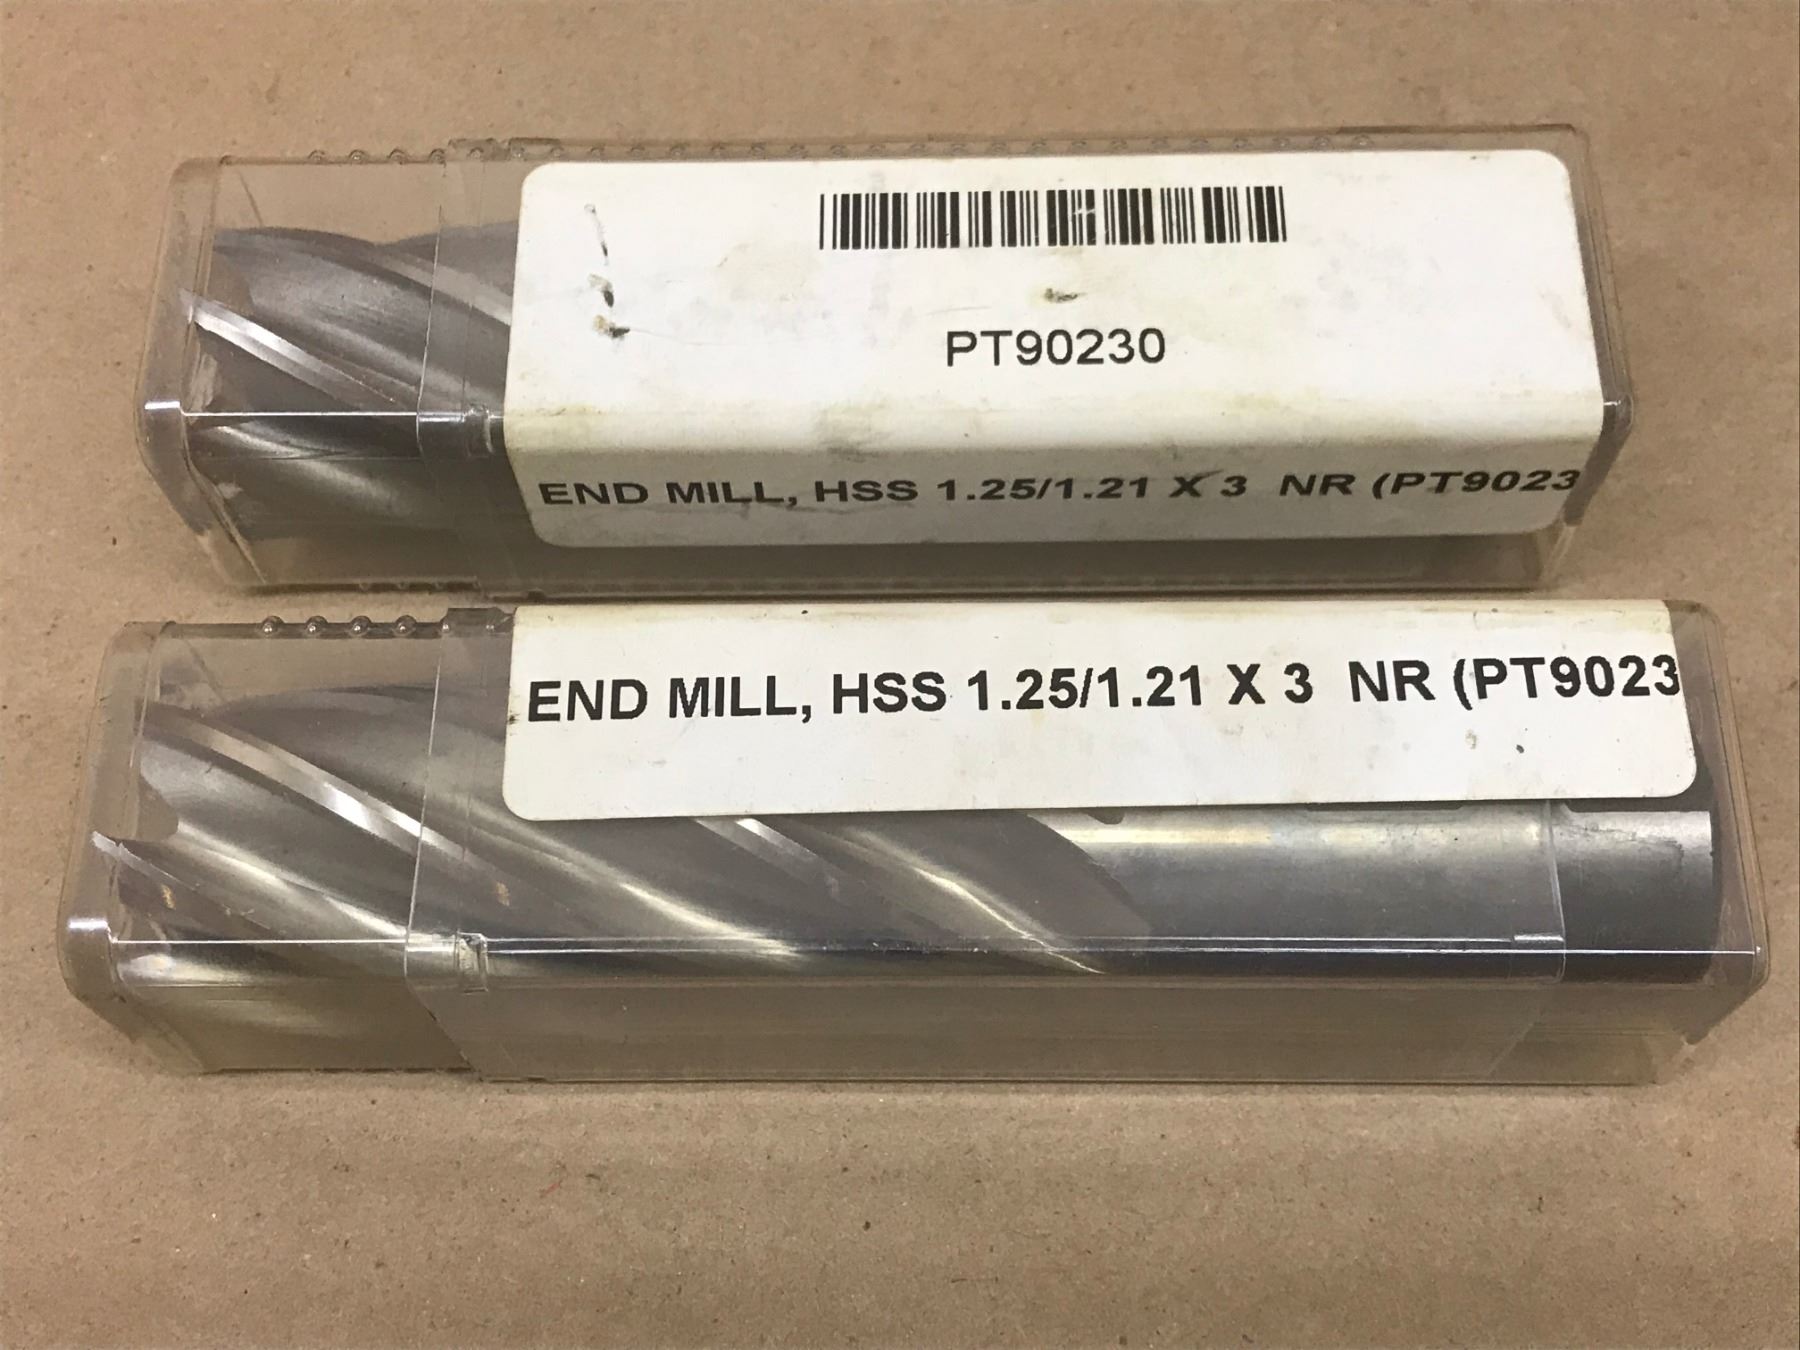 PT90230
END MILL, HSS 1.25/1.21 X 3 NR (PT9023
END MILL, HSS 1.25/1.21 X 3 NR (PT9023